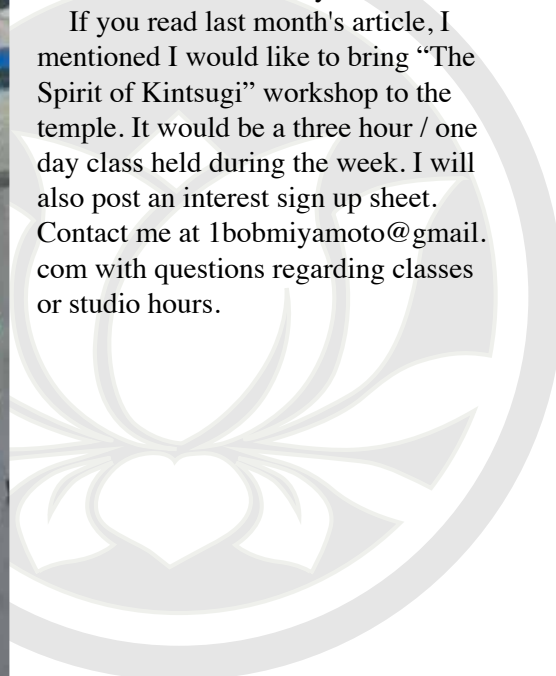 If you read last month's article, I
mentioned I would like to bring “The
Spirit of Kintsugi” workshop to the
temple. It would be a three hour / one
day class held during the week. I will
also post an interest sign up sheet.
Contact me at 1bobmiyamoto@gmail.
com with questions regarding classes
or studio hours.